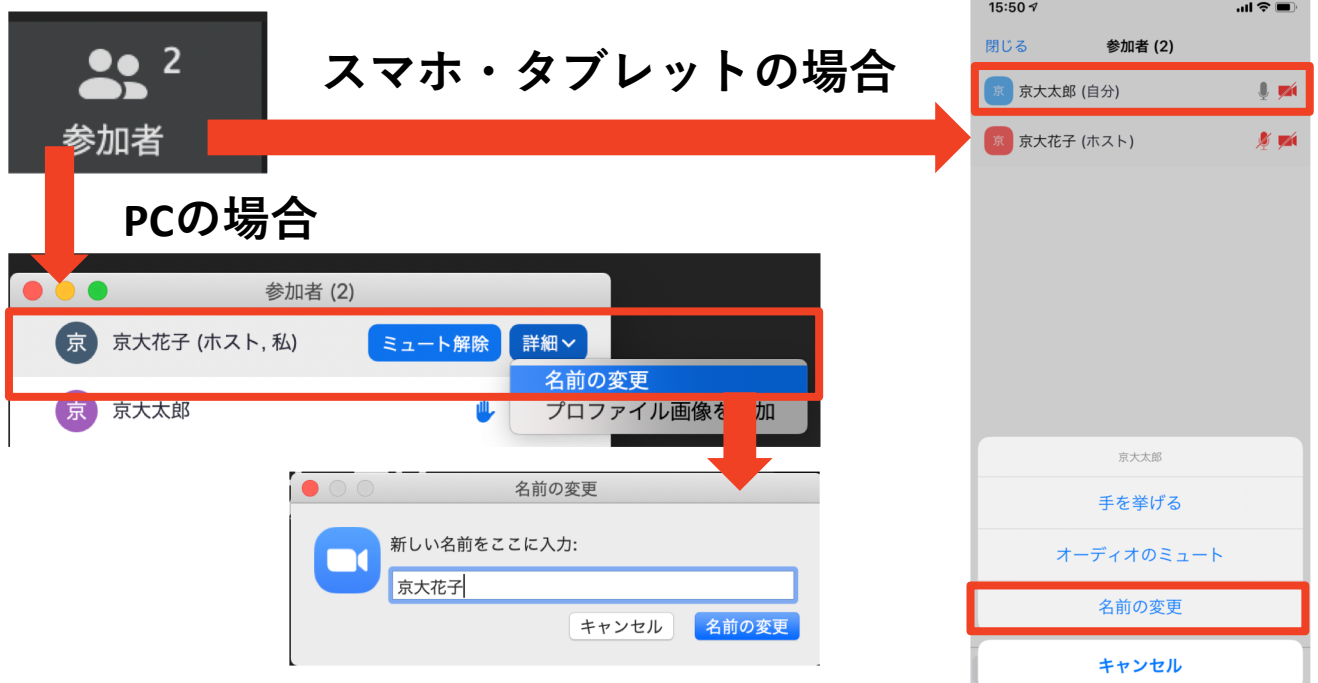 2
参加者
スマホ・タブレットの場合
PCの場合
参加者 (2)
京
京大花子 (ホスト, 私)
ミュート解除
詳細
名前の変更
京
京大太郎
プロファイル画像を
加
名前の変更
新しい名前をここに入力:
京大花子
キャンセル
名前の変更
15:50
閉じる
参加者 (2)
京
京大太郎 (自分)
京
京大花子 (ホスト)
京大太郎
手を挙げる
オーディオのミュート
名前の変更
キャンセル